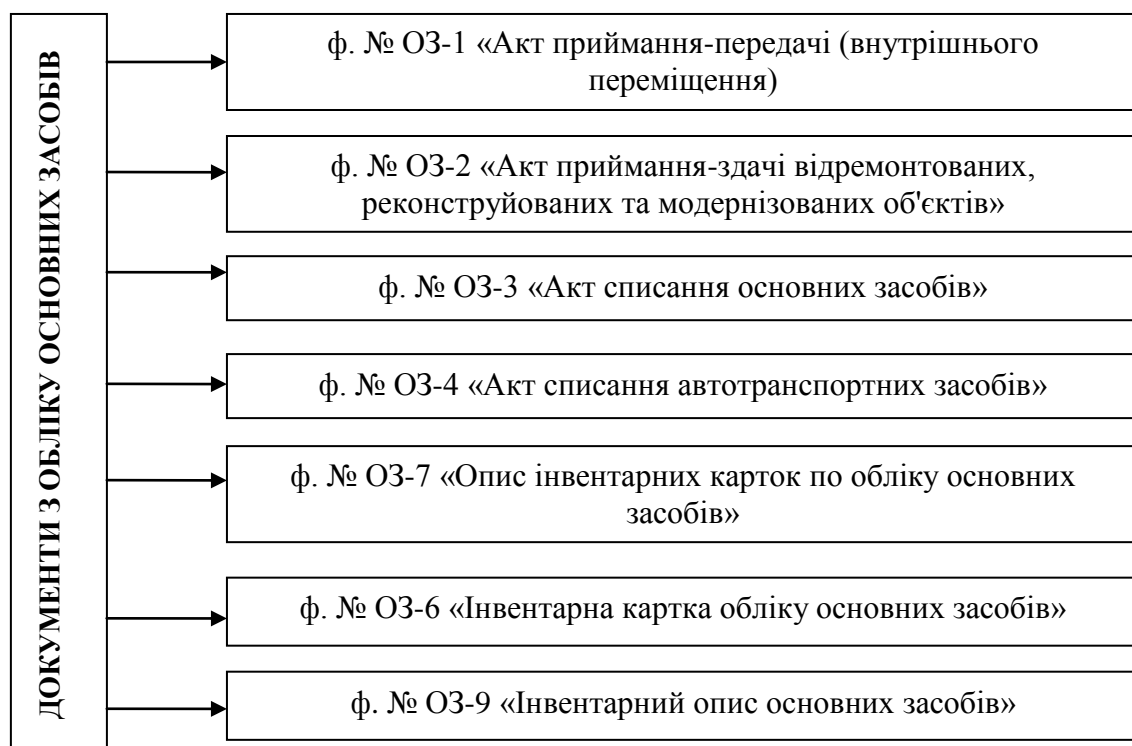 ДОКУМЕНТИ З ОБЛІКУ ОСНОВНИХ ЗАСОБІВ
ф. № ОЗ-1 «Акт приймання-передачі (внутрішнього
переміщення)
ф. № ОЗ-2 «Акт приймання-здачі відремонтованих,
реконструйованих та модернізованих об'єктів»
ф. № ОЗ-3 «Акт списання основних засобів»
ф. № ОЗ-4 «Акт списання автотранспортних засобів»
ф. № ОЗ-7 «Опис інвентарних карток по обліку основних
засобів»
ф. № ОЗ-6 «Інвентарна картка обліку основних засобів»
ф. № ОЗ-9 «Інвентарний опис основних засобів»